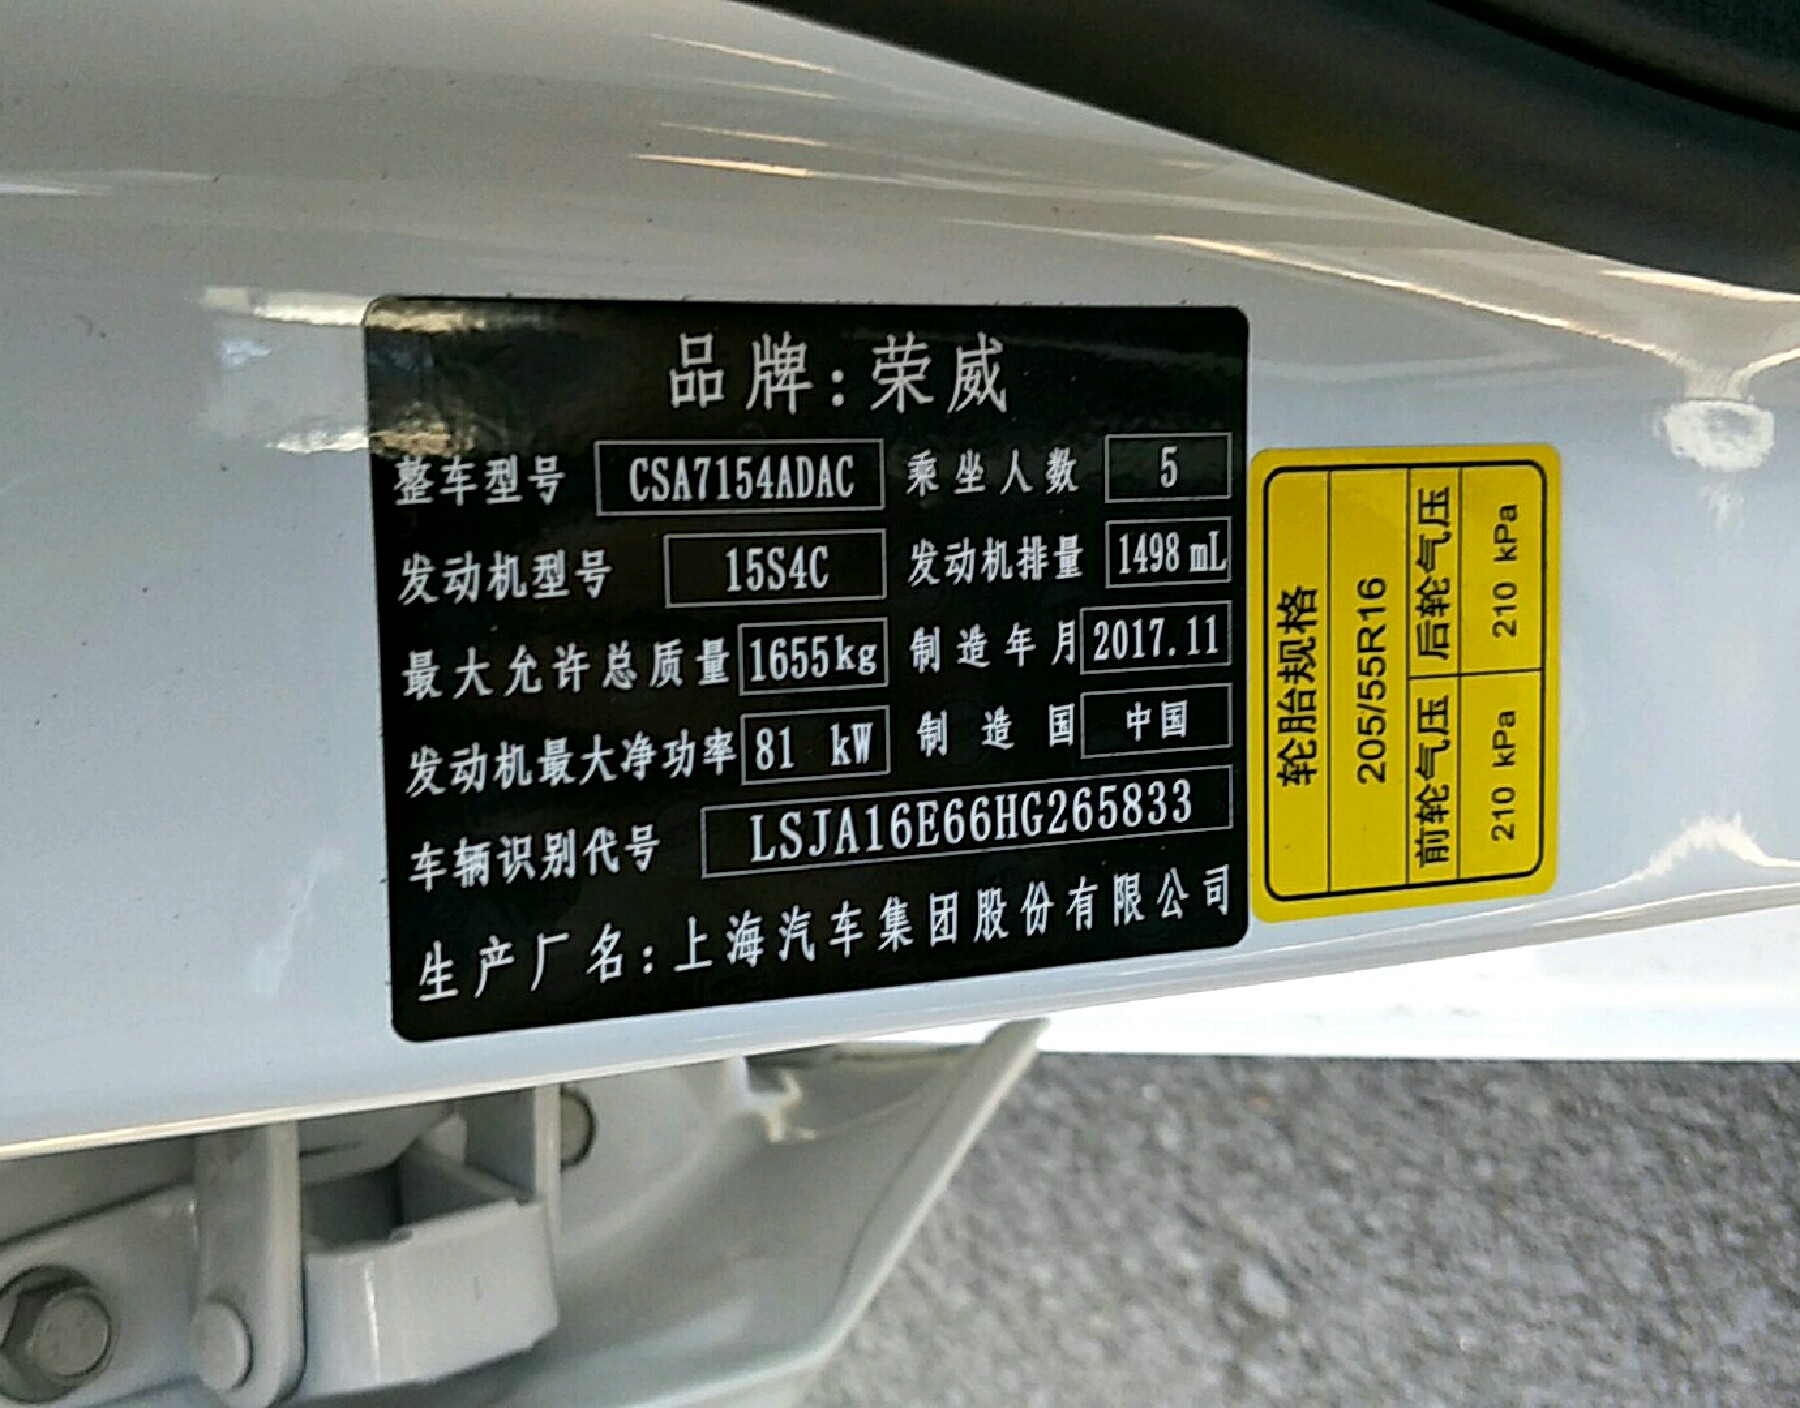 品牌:荣威
整车型号 CSA7154ADAC 乘坐人数 5
发动机型号 15S4C 发动机排量 1498 mL
最大允许总质量 1655kg 制造年月 2017.11
发动机最大净功率 81 kW 制造国 中国
车辆识别代号 LSJA16E66HG265833
生产厂名:上海汽车集团股份有限公司
轮胎规格
205/55R16
前轮气压 后轮气压
210 kPa 210 kPa